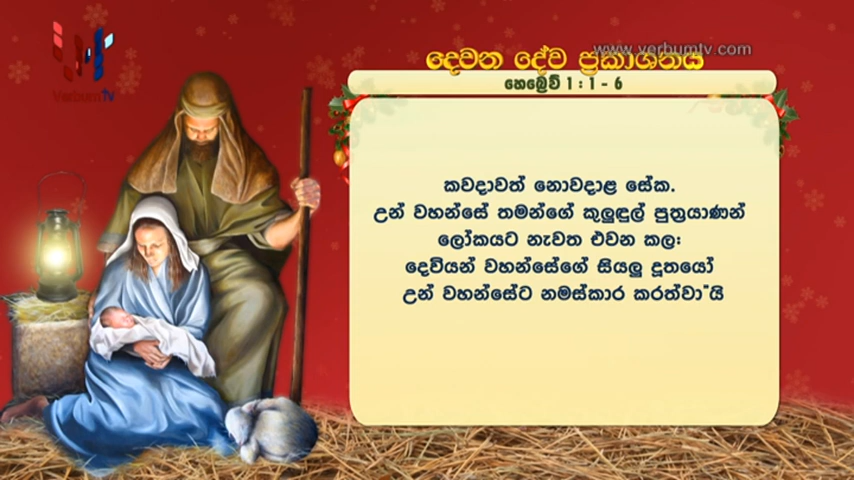 www.verbumtv.com
VerbumTV
දෙවන දේව ප්‍රකාශනය
හෙබ්‍රෙව් 1 : 1 - 6
කවදාවත් නොවදාළ සේක.
උන් වහන්සේ තමන්ගේ කුලුඳුල් පුත්‍රයාණන්
ලෝකයට නැවත එවන කල:
දෙවියන් වහන්සේගේ සියලු දූතයෝ
උන් වහන්සේට නමස්කාර කරත්වා"යි